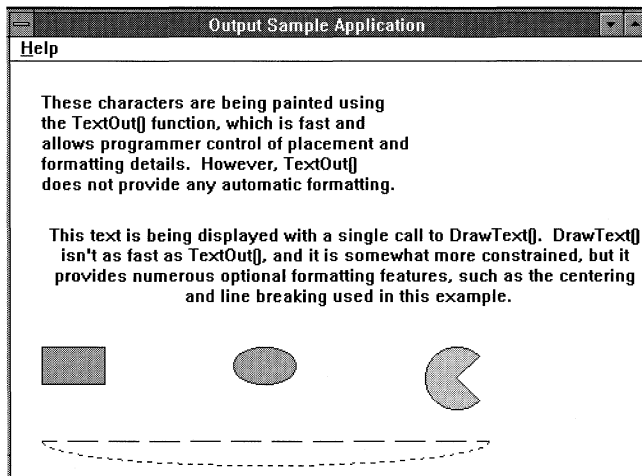 Output Sample Application
Help
These characters are being painted using
the TextOut() function, which is fast and
allows programmer control of placement and
formatting details.  However, TextOut()
does not provide any automatic formatting.
This text is being displayed with a single call to DrawText().  DrawText()
isn't as fast as TextOut(), and it is somewhat more constrained, but it
provides numerous optional formatting features, such as the centering
and line breaking used in this example.